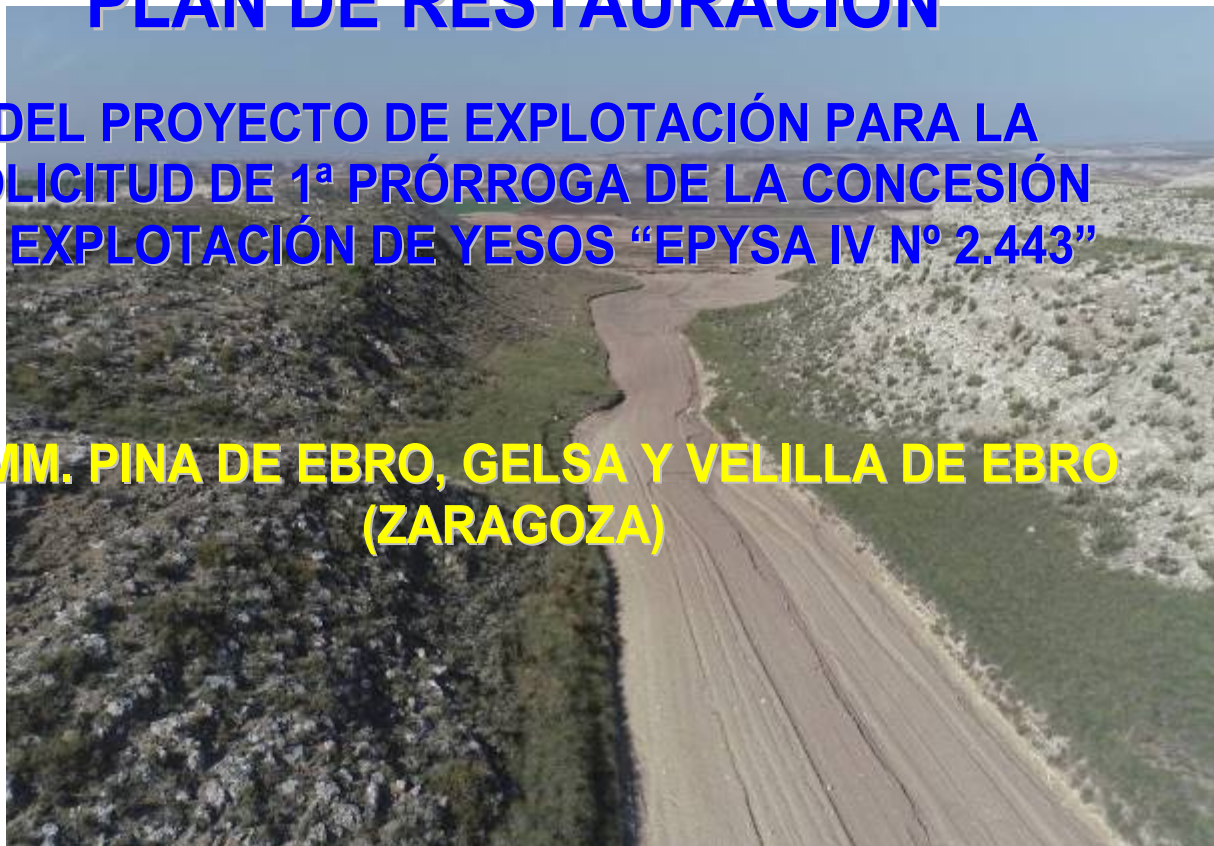 PLAN DE RESTAURACIÓN
DEL PROYECTO DE EXPLOTACIÓN PARA LA
OLICITUD DE 1ª PRÓRROGA DE LA CONCESIÓN
EXPLOTACIÓN DE YESOS “EPYSA IV Nº 2.443”
MM. PINA DE EBRO, GELSA Y VELILLA DE EBRO
(ZARAGOZA)